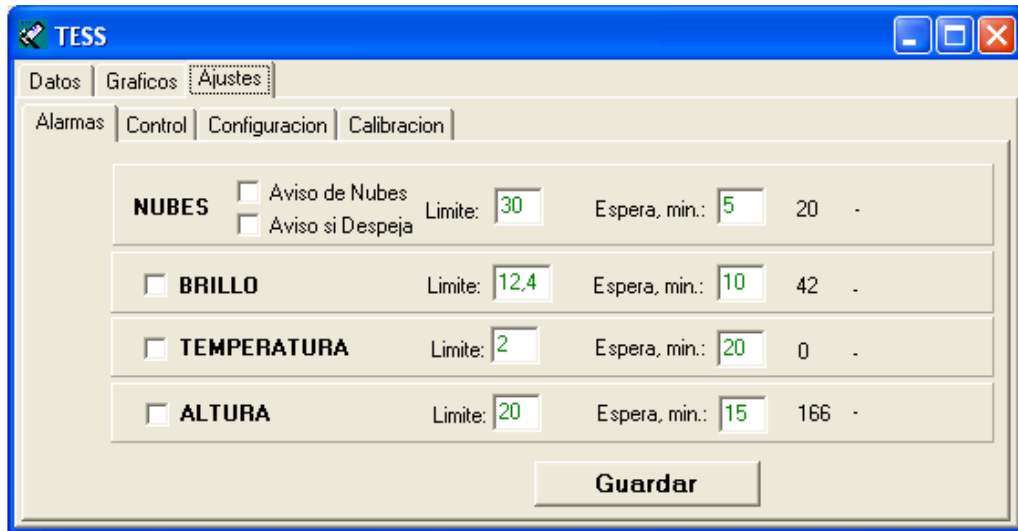 TESS
Datos Graficos Ajustes
Alarmas Control Configuracion Calibracion
NUBES Aviso de Nubes Limite: 30 Espera, min.: 5 20 -
Aviso si Despeja
BRILLO Limite: 12,4 Espera, min.: 10 42 -
TEMPERATURA Limite: 2 Espera, min.: 20 0 -
ALTURA Limite: 20 Espera, min.: 15 166 -
Guardar